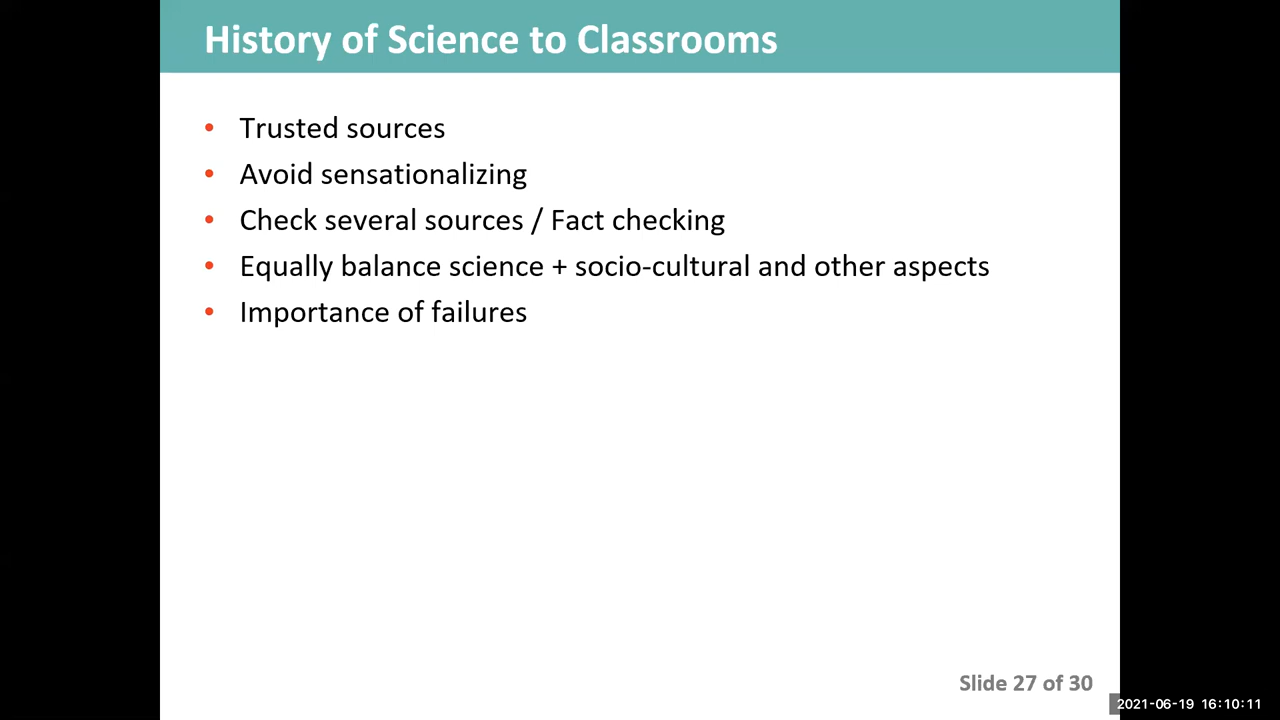 History of Science to Classrooms
• Trusted sources
• Avoid sensationalizing
• Check several sources / Fact checking
• Equally balance science + socio-cultural and other aspects
• Importance of failures
Slide 27 of 30
2021-06-19 16:10:11